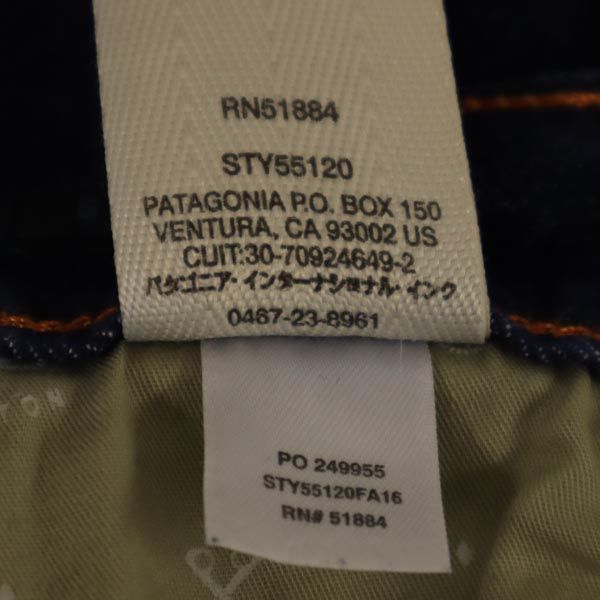 RN51884
STY55120
PATAGONIA P.O. BOX 150
VENTURA, CA 93002 US
CUIT:30-70924649-2
パタゴニア・インターナショナル・インク
0467-23-8961
TON
PO 249955
STY55120FA16
RN# 51884